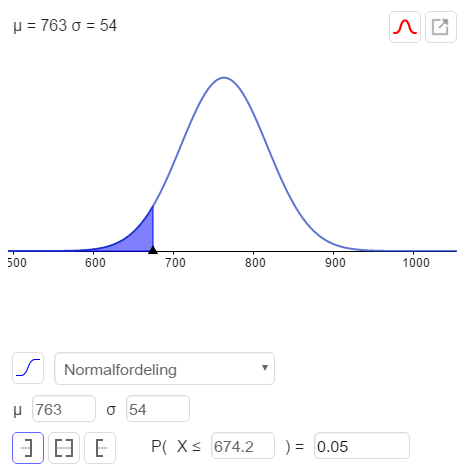 μ = 763 σ = 54
500 600 700 800 900 1000
Normalfordeling
μ 763 σ 54
P( X ≤ 674.2 ) = 0.05